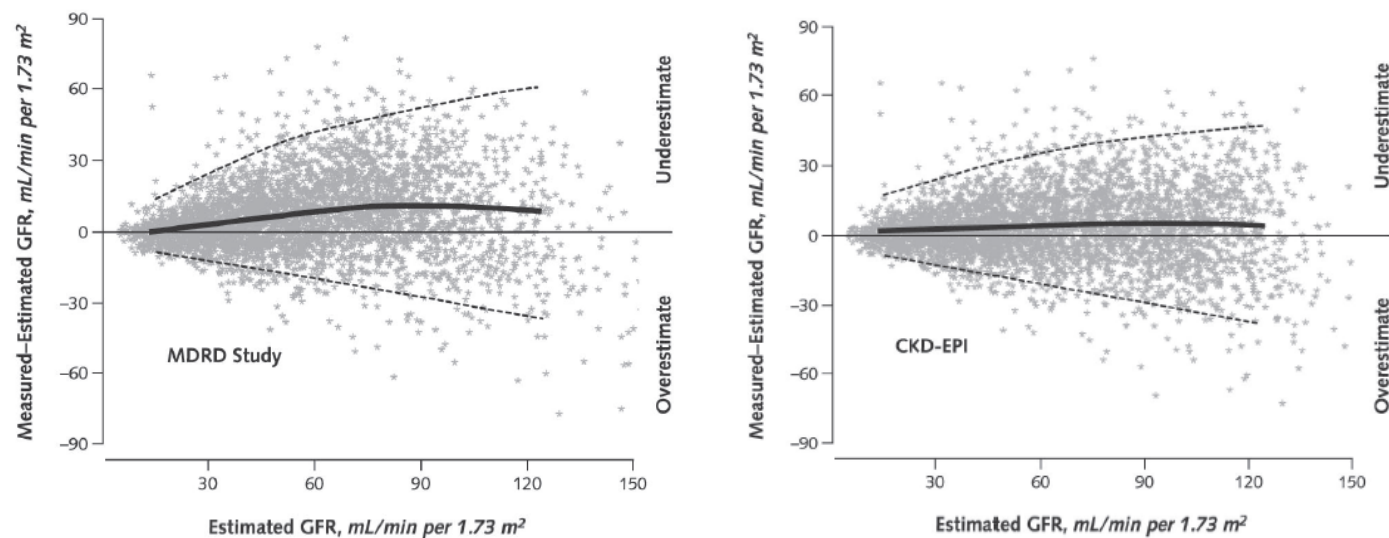 Measured–Estimated GFR, mL/min per 1.73 m²
90
60
30
0
–30
–60
–90
MDRD Study
Underestimate
Overestimate
30
60
90
120
150
Estimated GFR, mL/min per 1.73 m²
Measured–Estimated GFR, mL/min per 1.73 m²
90
60
30
0
–30
–60
–90
CKD-EPI
Underestimate
Overestimate
30
60
90
120
150
Estimated GFR, mL/min per 1.73 m²